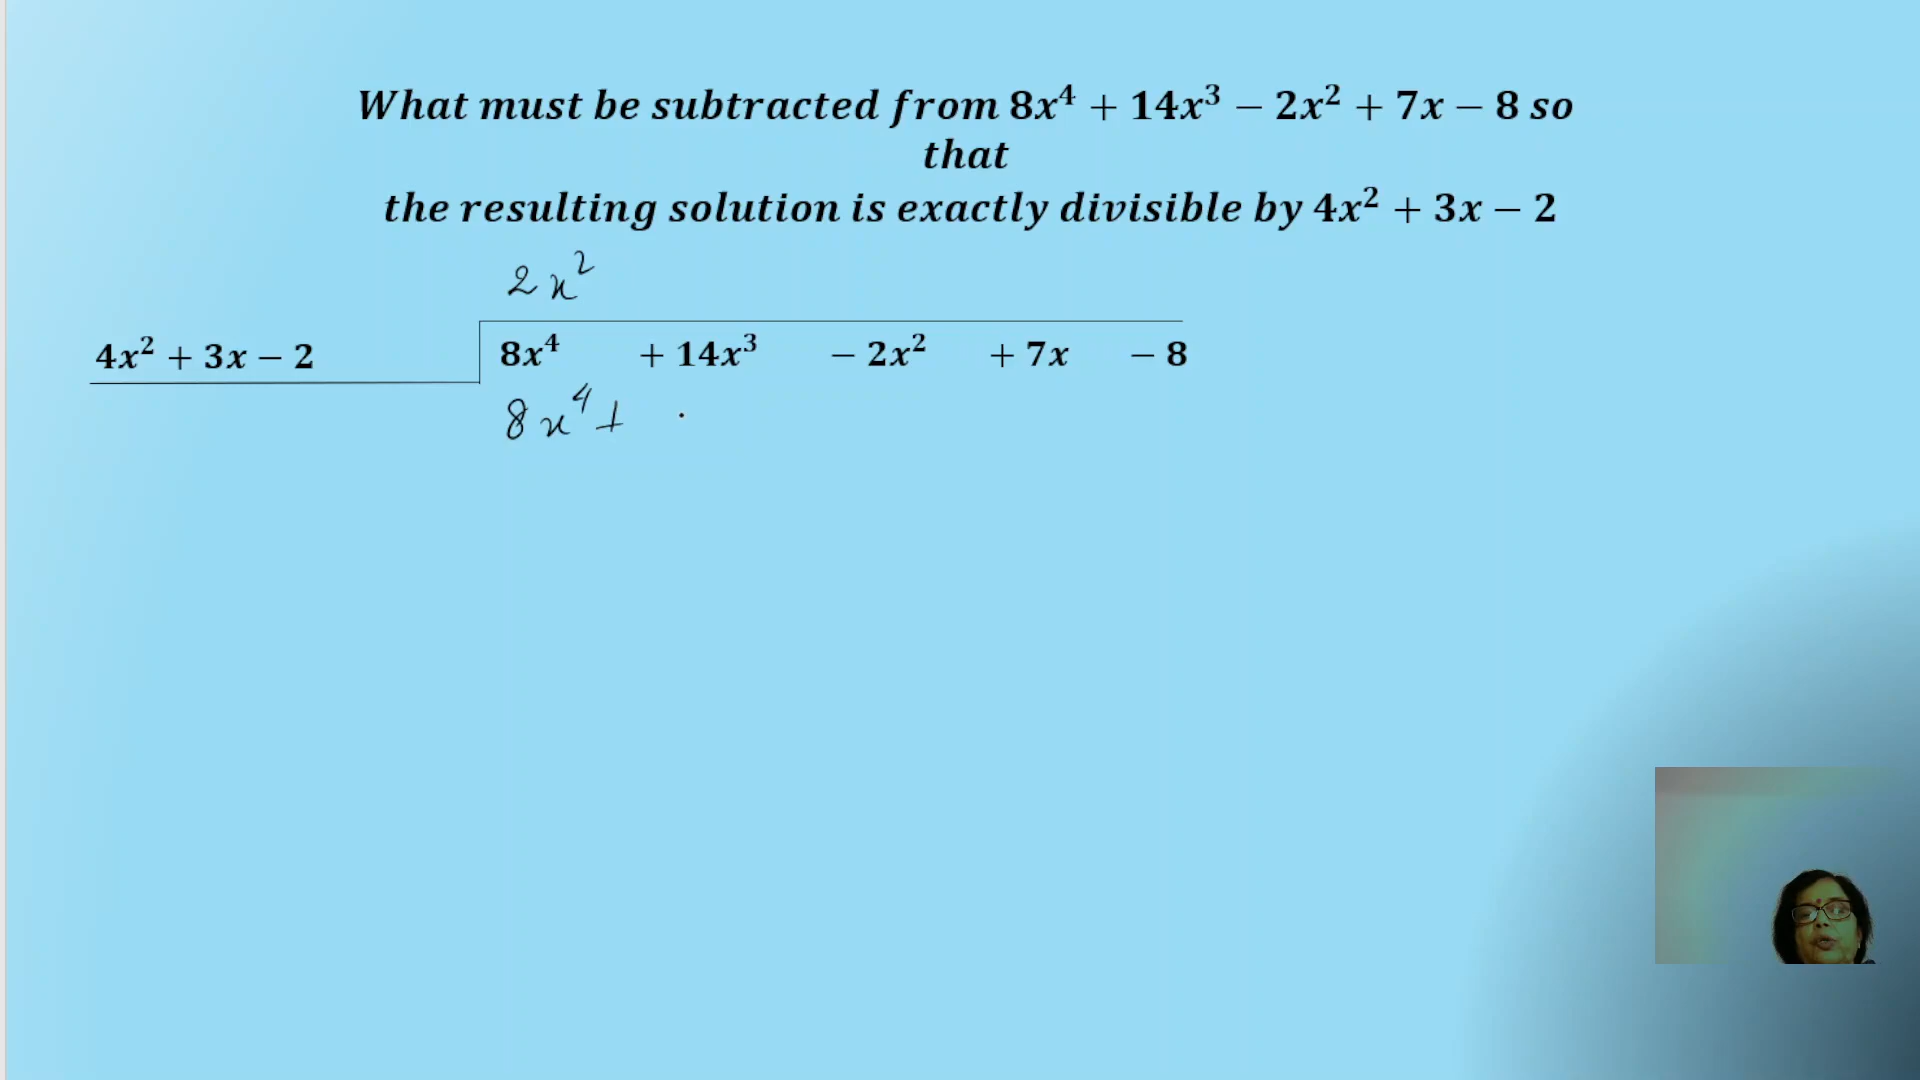 What must be subtracted from 8x⁴ + 14x³ − 2x² + 7x − 8 so
that
the resulting solution is exactly divisible by 4x² + 3x − 2
2x²
4x² + 3x − 2 8x⁴ + 14x³ − 2x² + 7x − 8
8x⁴ +